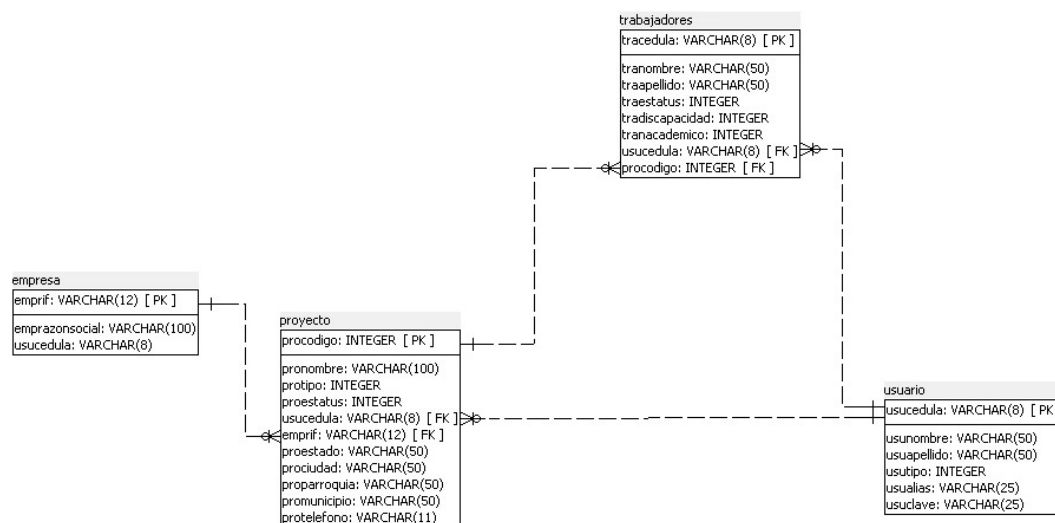 trabajadores
tracedula: VARCHAR(8) [ PK ]
tranombre: VARCHAR(50)
traapellido: VARCHAR(50)
traestatus: INTEGER
tradiscapacidad: INTEGER
tranacademico: INTEGER
usucedula: VARCHAR(8) [ FK ]
procodigo: INTEGER [ FK ]
empresa
emprif: VARCHAR(12) [ PK ]
emprazonsocial: VARCHAR(100)
usucedula: VARCHAR(8)
proyecto
procodigo: INTEGER [ PK ]
pronombre: VARCHAR(100)
protipo: INTEGER
proestatus: INTEGER
usucedula: VARCHAR(8) [ FK ]
emprif: VARCHAR(12) [ FK ]
proestado: VARCHAR(50)
prociudad: VARCHAR(50)
proparroquia: VARCHAR(50)
promunicipio: VARCHAR(50)
protelefono: VARCHAR(11)
usuario
usucedula: VARCHAR(8) [ PK
usunombre: VARCHAR(50)
usuapellido: VARCHAR(50)
usutipo: INTEGER
usualias: VARCHAR(25)
usuclave: VARCHAR(25)